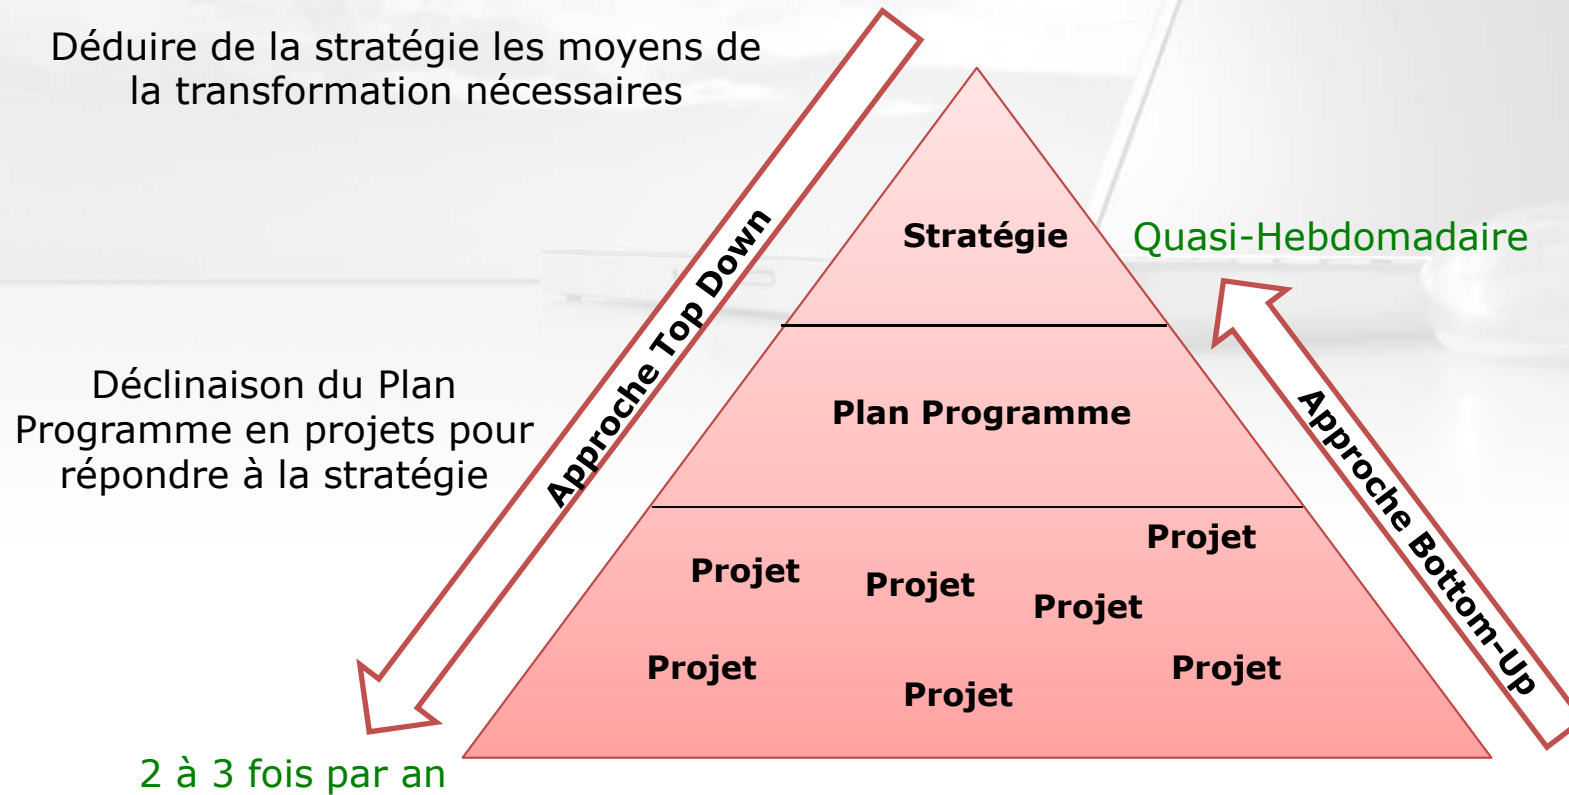 Déduire de la stratégie les moyens de
la transformation nécessaires
Approche Top Down
Stratégie
Quasi-Hebdomadaire
Déclinaison du Plan
Programme en projets pour
répondre à la stratégie
Plan Programme
Approche Bottom-Up
Projet
Projet
Projet
Projet
Projet
Projet
Projet
2 à 3 fois par an